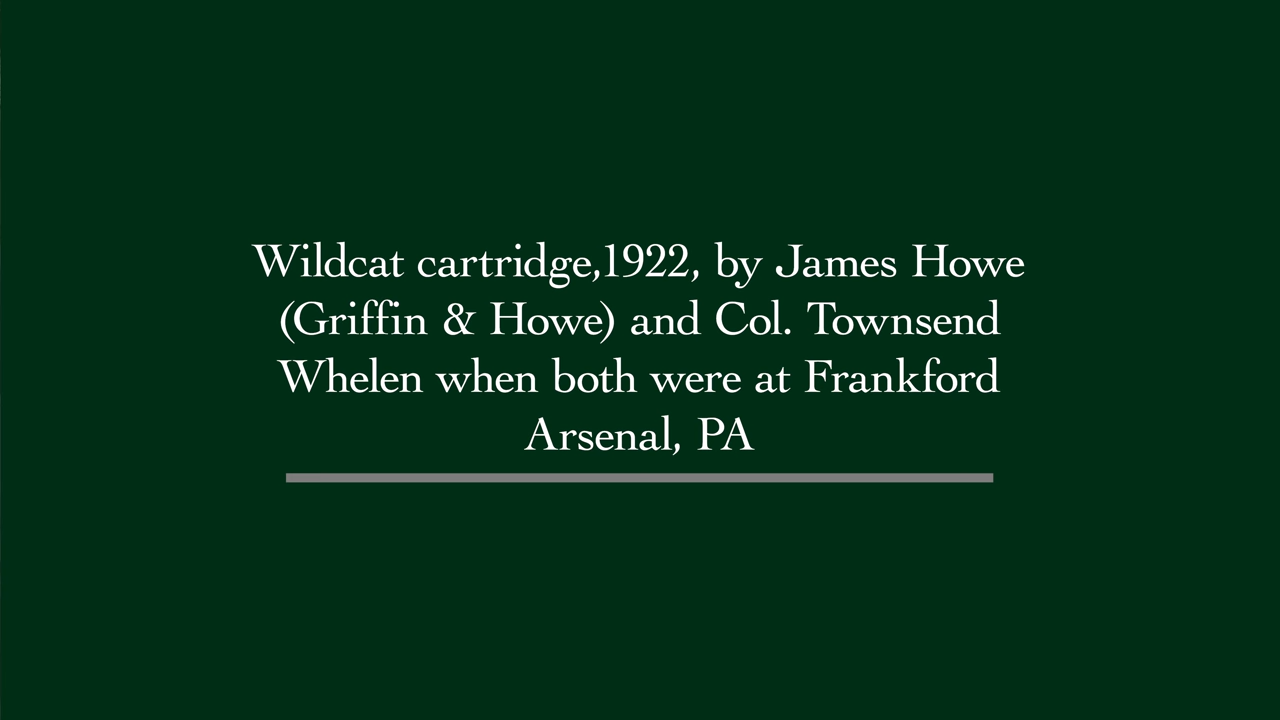 Wildcat cartridge,1922, by James Howe
(Griffin & Howe) and Col. Townsend
Whelen when both were at Frankford
Arsenal, PA